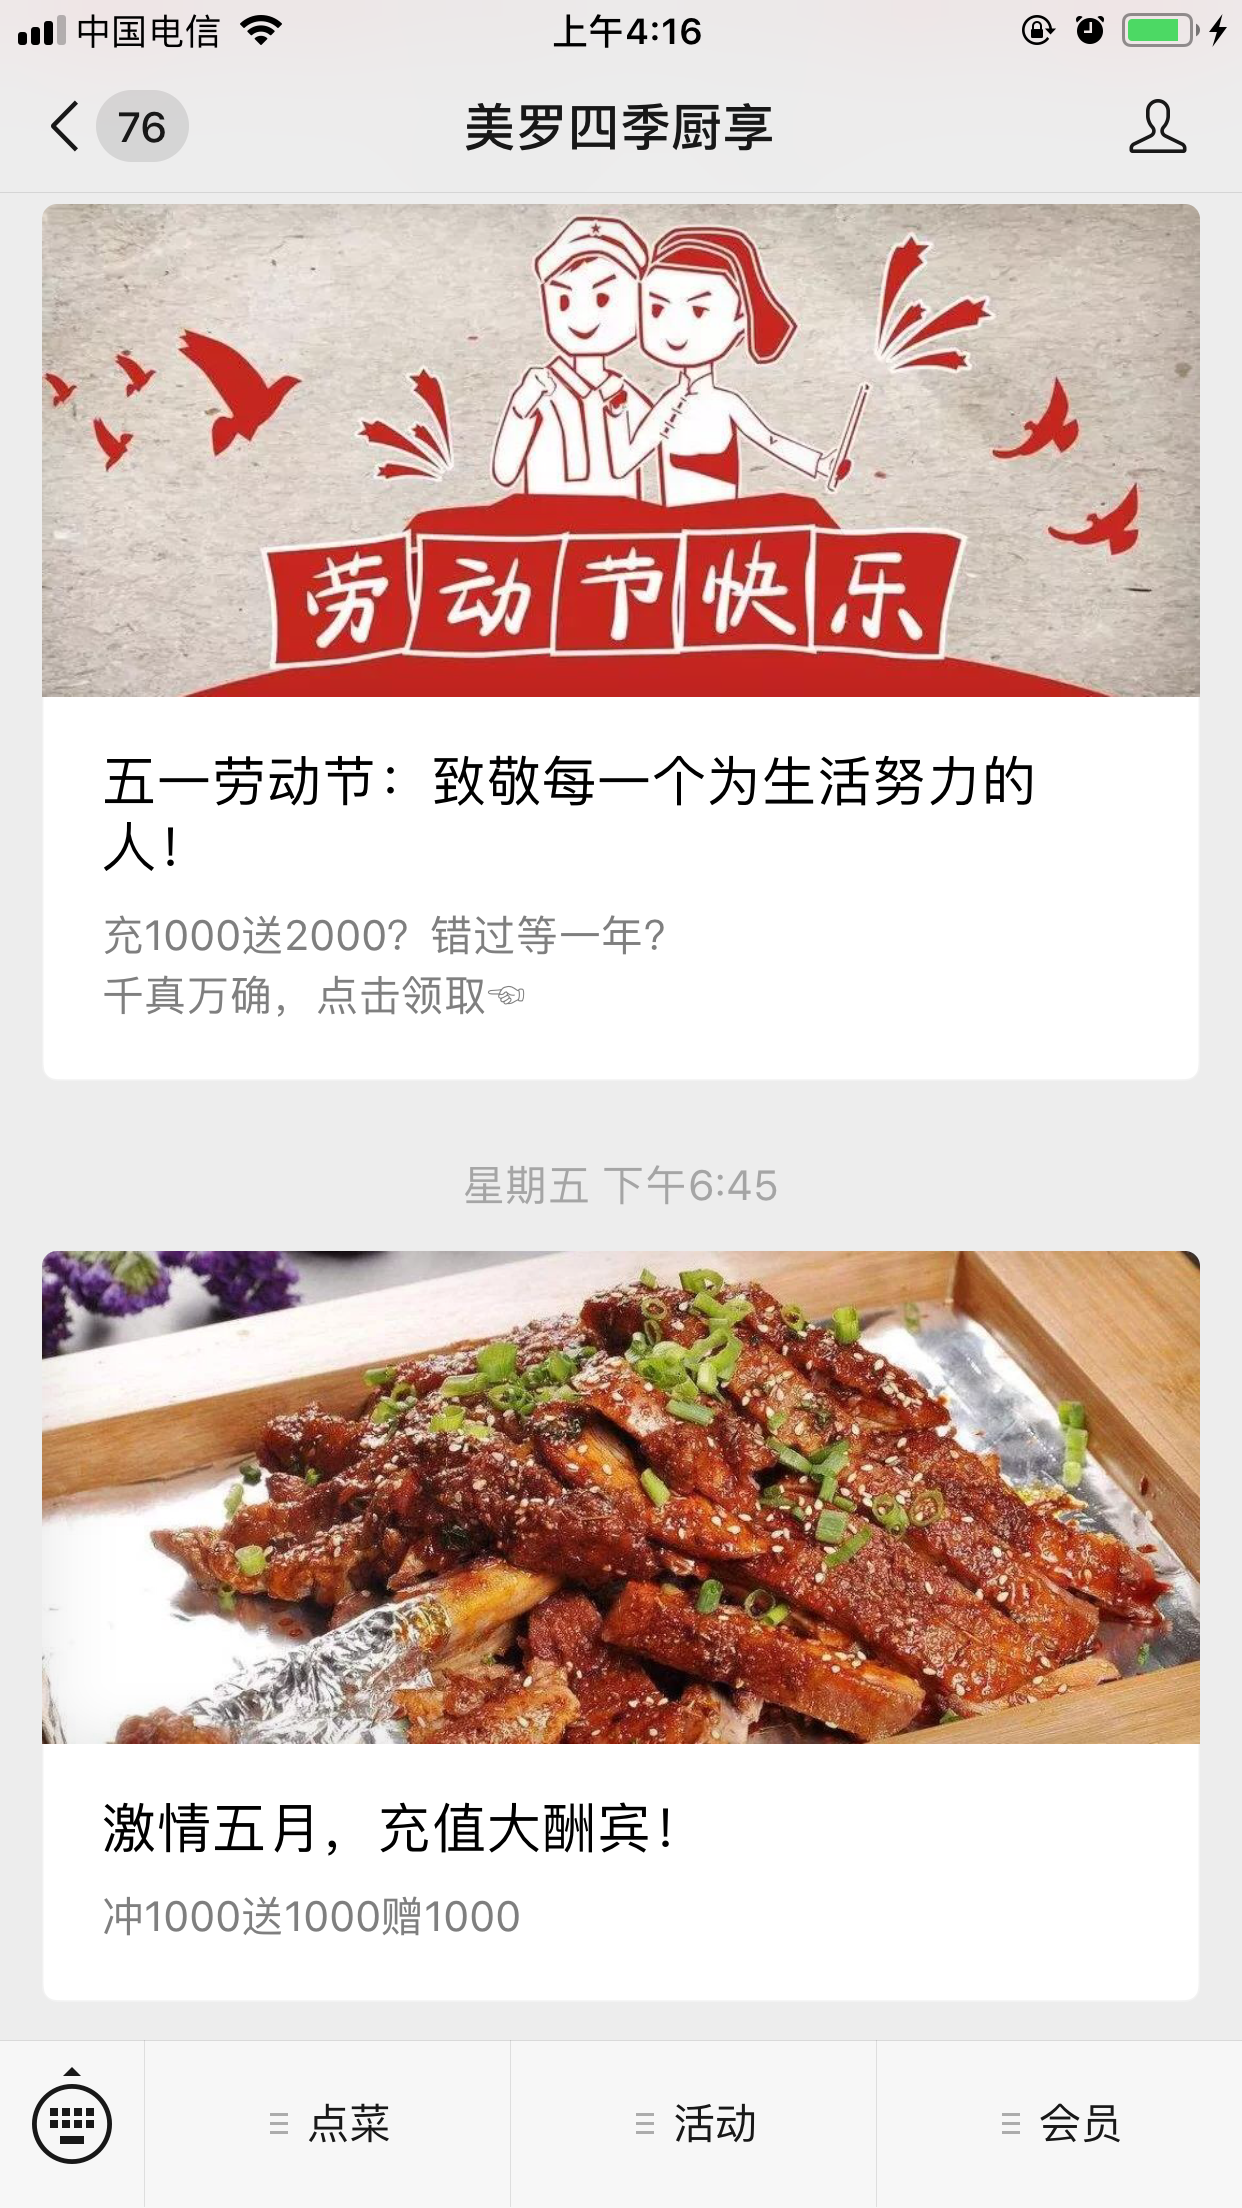 中国电信
上午4:16
76
美罗四季厨享
劳动节快乐
五一劳动节：致敬每一个为生活努力的
人！
充1000送2000？错过等一年？
千真万确，点击领取☜
星期五 下午6:45
激情五月，充值大酬宾！
冲1000送1000赠1000
点菜
活动
会员